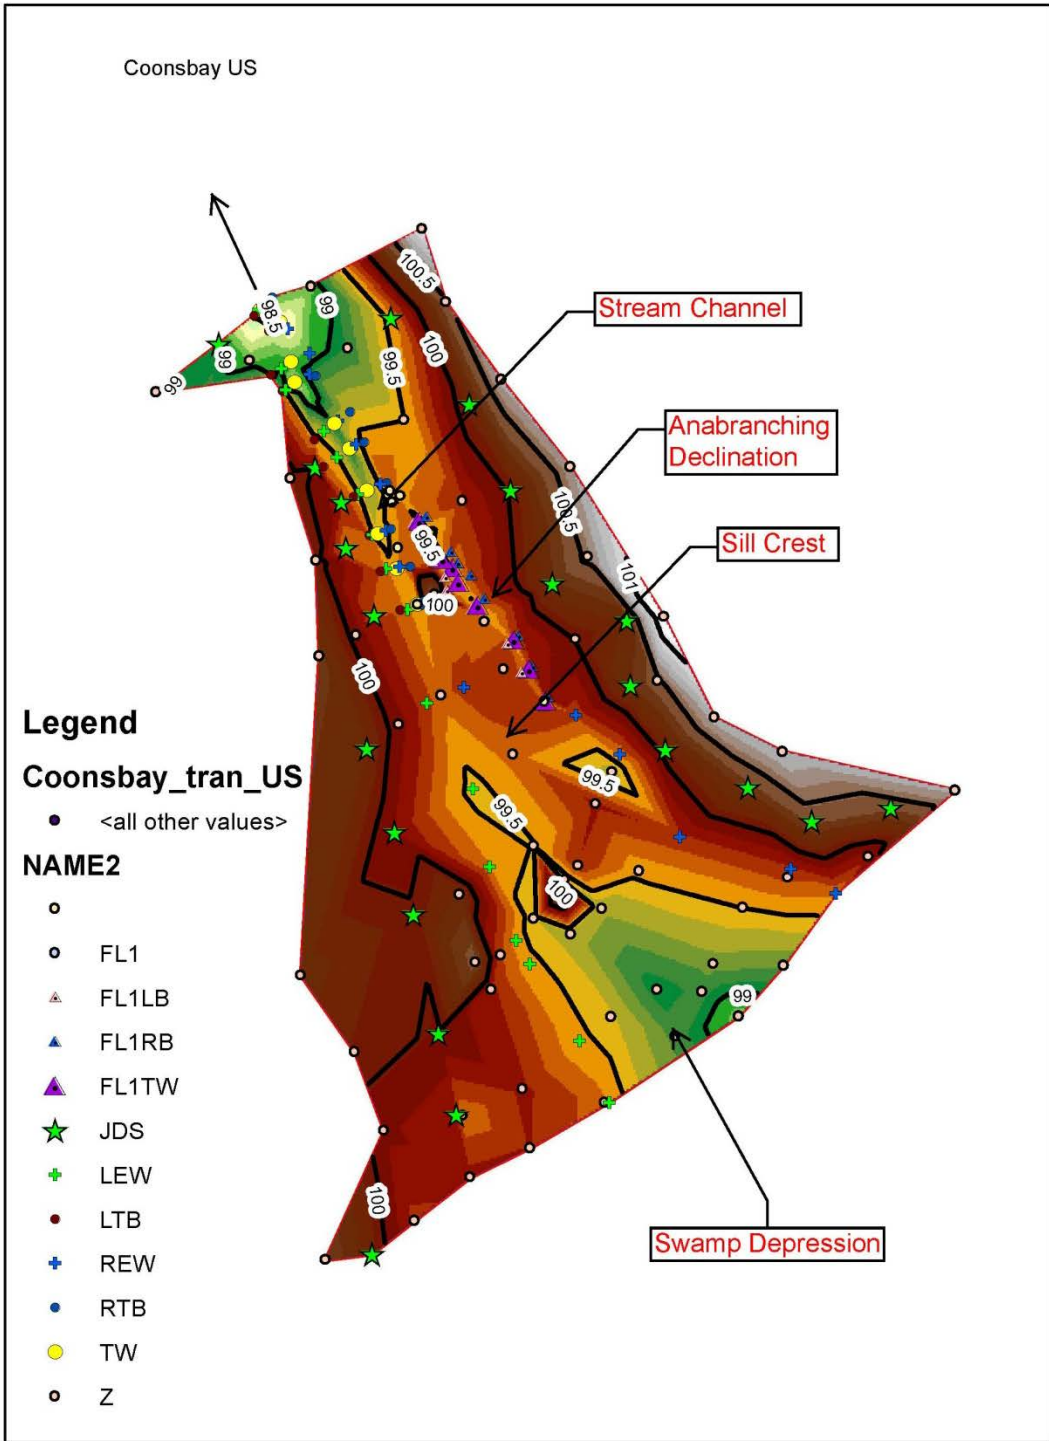 Coonsbay US
100.5
98.5
99
Stream Channel
99
100
99.5
99
Anabranching
Declination
100.5
99.5
Sill Crest
101
100
100
Legend
Coonsbay_tran_US
<all other values>
NAME2
99.5
99.5
100
FL1
FL1LB
99
FL1RB
FL1TW
JDS
LEW
100
LTB
Swamp Depression
REW
RTB
TW
Z